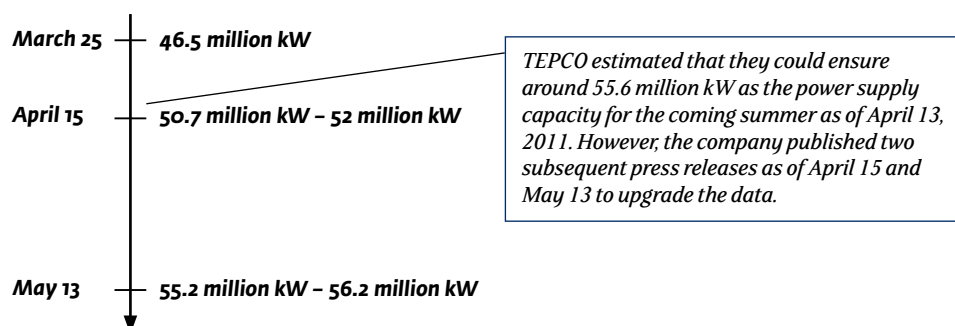 March 25 46.5 million kW
TEPCO estimated that they could ensure
around 55.6 million kW as the power supply
capacity for the coming summer as of April 13,
2011. However, the company published two
subsequent press releases as of April 15 and
May 13 to upgrade the data.
April 15 50.7 million kW – 52 million kW
May 13 55.2 million kW – 56.2 million kW